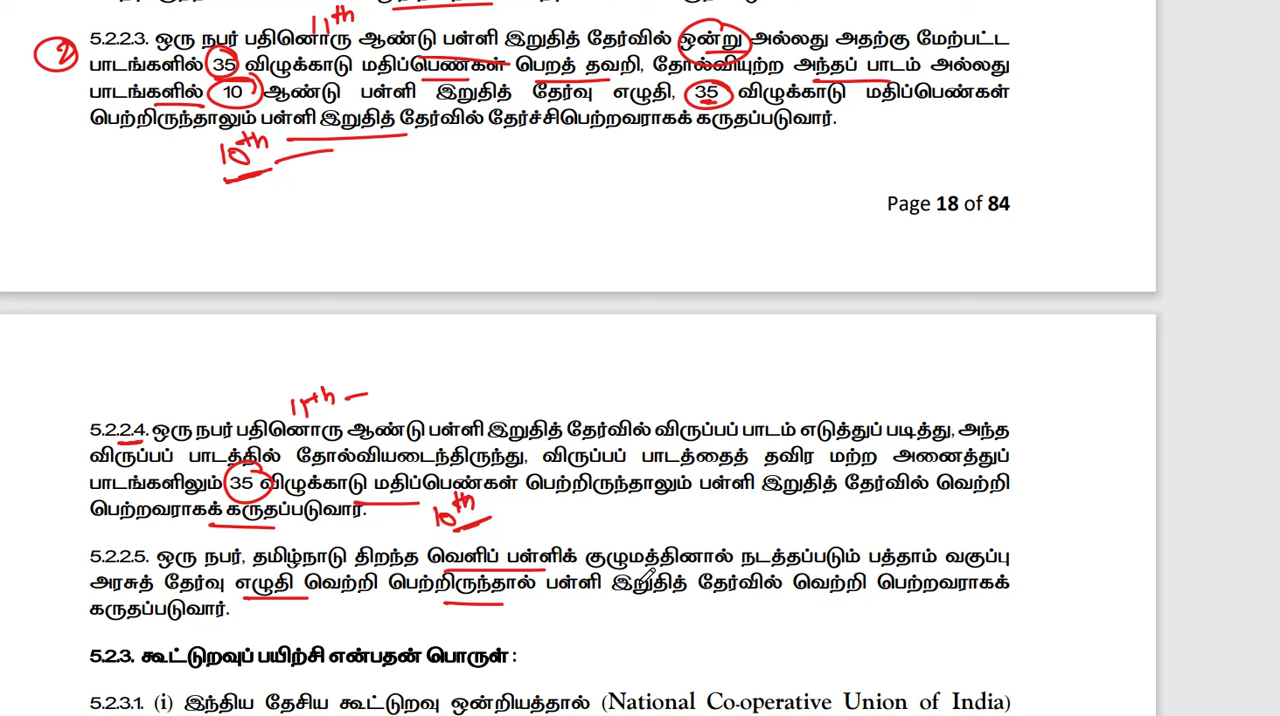 11th
2 5.2.2.3. ஒரு நபர் பதினொரு ஆண்டு பள்ளி இறுதித் தேர்வில் ஒன்று அல்லது அதற்கு மேற்பட்ட
பாடங்களில் 35 விழுக்காடு மதிப்பெண்கள் பெறத் தவறி, தோல்வியுற்ற அந்தப் பாடம் அல்லது
பாடங்களில் 10 ஆண்டு பள்ளி இறுதித் தேர்வு எழுதி, 35 விழுக்காடு மதிப்பெண்கள்
பெற்றிருந்தாலும் பள்ளி இறுதித் தேர்வில் தேர்ச்சிபெற்றவராகக் கருதப்படுவார்.
10th
Page 18 of 84
11th
5.2.2.4. ஒரு நபர் பதினொரு ஆண்டு பள்ளி இறுதித் தேர்வில் விருப்பப் பாடம் எடுத்துப் படித்து, அந்த
விருப்பப் பாடத்தில் தோல்வியடைந்திருந்து, விருப்பப் பாடத்தைத் தவிர மற்ற அனைத்துப்
பாடங்களிலும் 35 விழுக்காடு மதிப்பெண்கள் பெற்றிருந்தாலும் பள்ளி இறுதித் தேர்வில் வெற்றி
பெற்றவராகக் கருதப்படுவார்.
10th
5.2.2.5. ஒரு நபர், தமிழ்நாடு திறந்த வெளிப் பள்ளிக் குழுமத்தினால் நடத்தப்படும் பத்தாம் வகுப்பு
அரசுத் தேர்வு எழுதி வெற்றி பெற்றிருந்தால் பள்ளி இறுதித் தேர்வில் வெற்றி பெற்றவராகக்
கருதப்படுவார்.
5.2.3. கூட்டுறவுப் பயிற்சி என்பதன் பொருள் :
5.2.3.1. (i) இந்திய தேசிய கூட்டுறவு ஒன்றியத்தால் (National Co-operative Union of India)